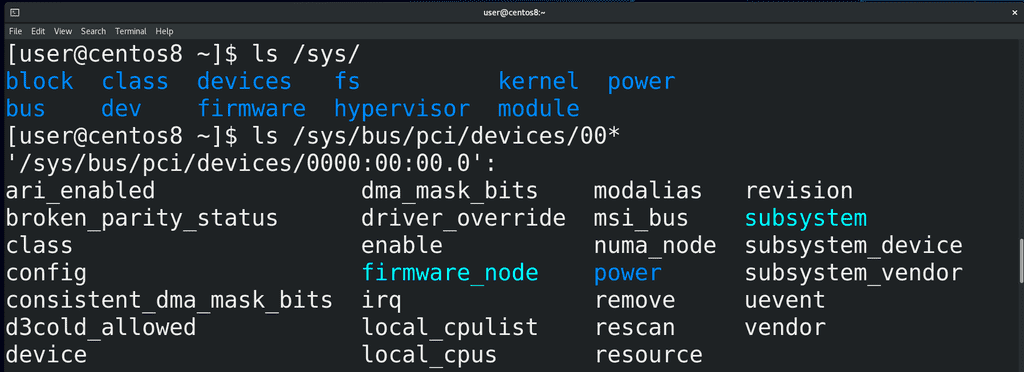 user@centos8:~
File Edit View Search Terminal Help
[user@centos8 ~]$ ls /sys/
block class devices fs kernel power
bus dev firmware hypervisor module
[user@centos8 ~]$ ls /sys/bus/pci/devices/00*
'/sys/bus/pci/devices/0000:00:00.0':
ari_enabled dma_mask_bits modalias revision
broken_parity_status driver_override msi_bus subsystem
class enable numa_node subsystem_device
config firmware_node power subsystem_vendor
consistent_dma_mask_bits irq remove uevent
d3cold_allowed local_cpulist rescan vendor
device local_cpus resource